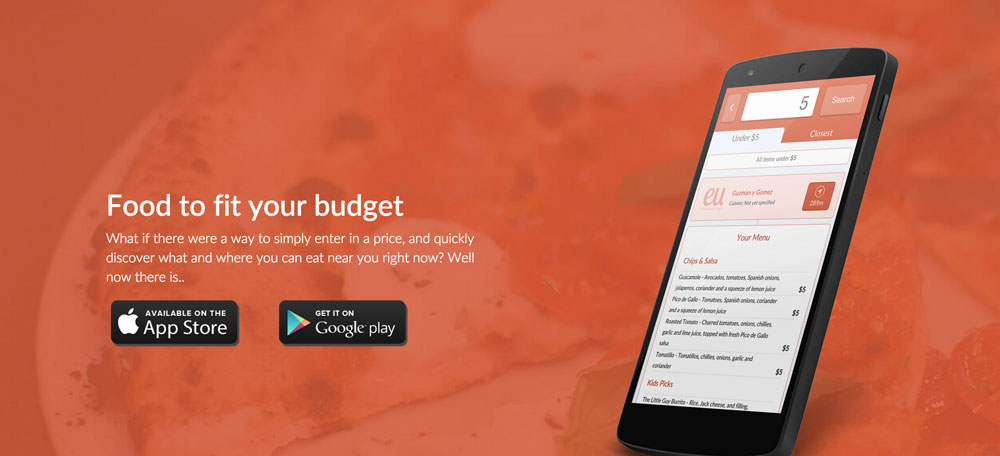 Food to fit your budget
What if there were a way to simply enter in a price, and quickly
discover what and where you can eat near you right now? Well
now there is..
AVAILABLE ON THE
App Store
GET IT ON
Google play
5
Search
Under $5
Closest
All items under $5
eu
Guzman y Gomez
Cuisine: Not yet specified
289m
Your Menu
Chips & Salsa
Guacamole - Avocados, tomatoes, Spanish onions,
jalapenos, coriander and a squeeze of lemon juice
$5
Pico de Gallo - Tomatoes, Spanish onions, coriander
and a squeeze of lemon juice
$5
Roasted Tomato - Charred tomatoes, onions, chillies,
garlic and lime juice, topped with fresh Pico de Gallo
salsa
$5
Tomatillo - Tomatillos, chillies, onions, garlic and
coriander
$5
Kids Picks
The Little Guy Burrito - Rice, Jack cheese, and filling,